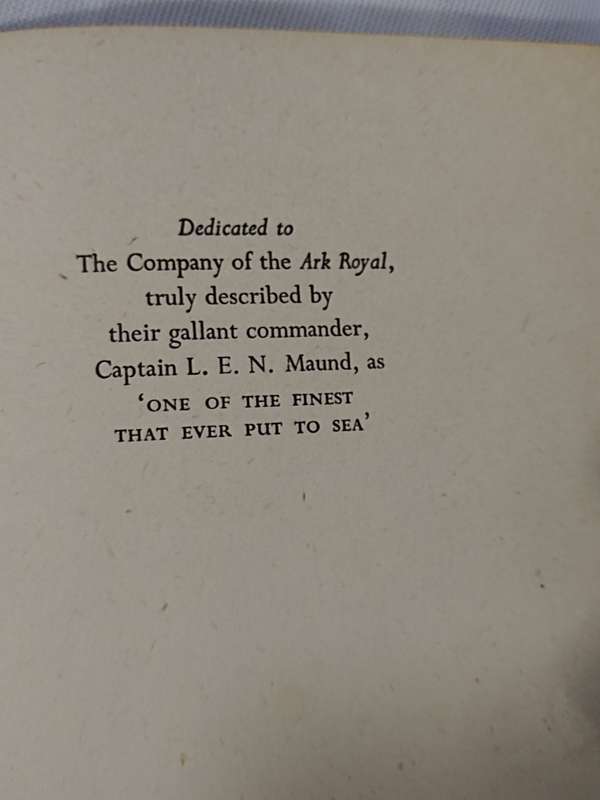 Dedicated to
The Company of the Ark Royal,
truly described by
their gallant commander,
Captain L. E. N. Maund, as
‘ONE OF THE FINEST
THAT EVER PUT TO SEA’